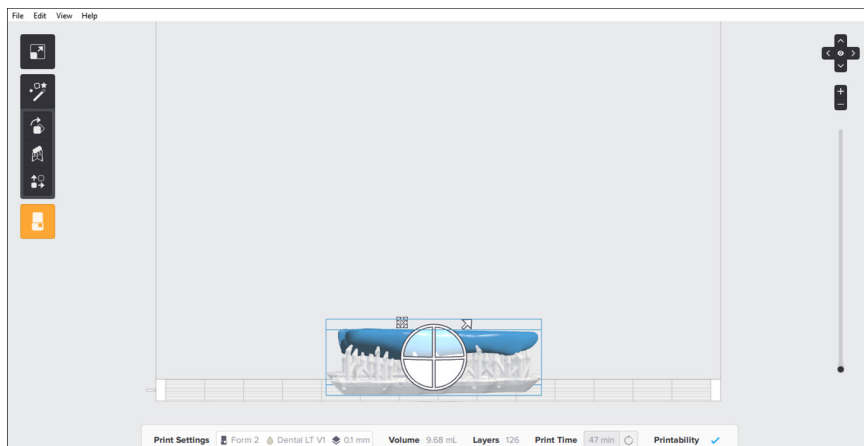 File Edit View Help
Print Settings Form 2 Dental LT V1 0.1 mm Volume 9.68 mL Layers 126 Print Time 47 min Printability